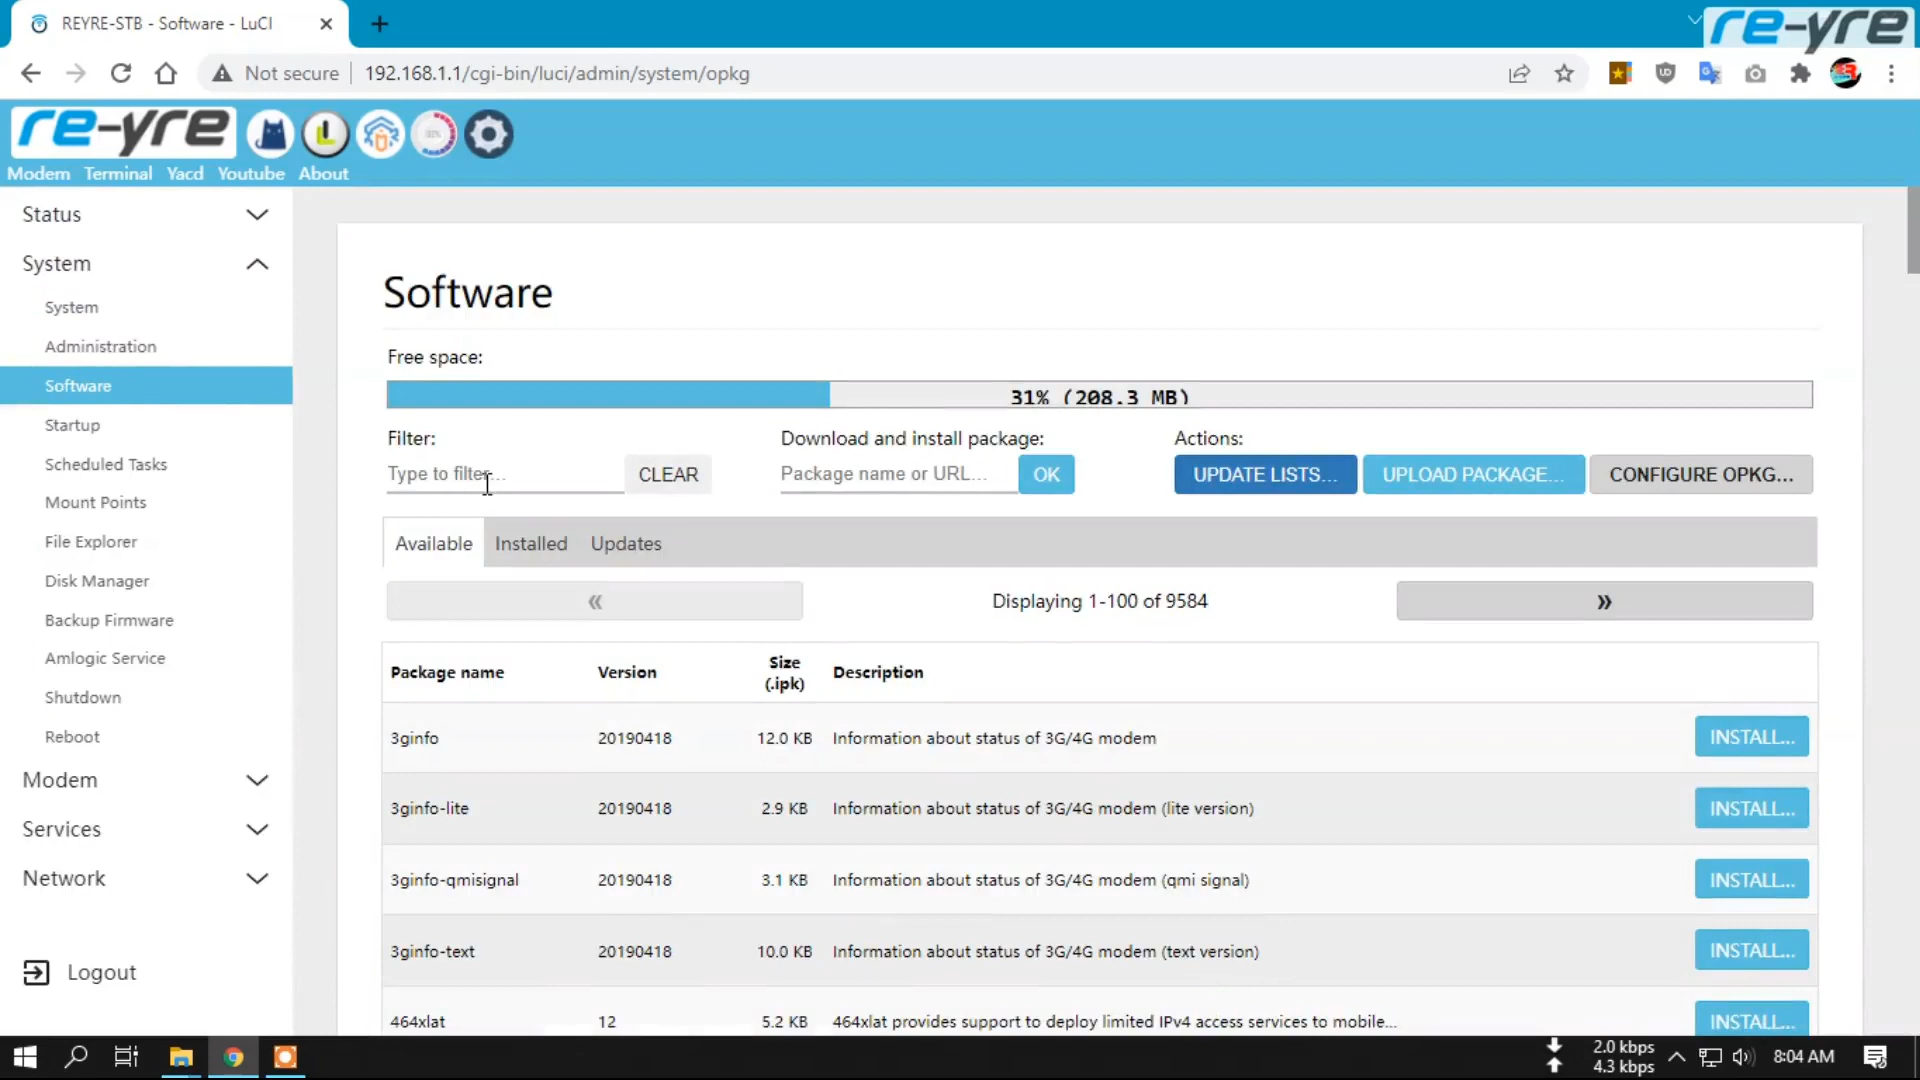 REYRE-STB - Software - LuCI
re-yre
Not secure
192.168.1.1/cgi-bin/luci/admin/system/opkg
re-yre
Modem Terminal Yacd Youtube About
Status
System
System
Administration
Software
Startup
Scheduled Tasks
Mount Points
File Explorer
Disk Manager
Backup Firmware
Amlogic Service
Shutdown
Reboot
Modem
Services
Network
Logout
Software
Free space:
31% (208.3 MB)
Filter:
Download and install package:
Actions:
Type to filter...
CLEAR
Package name or URL...
OK
UPDATE LISTS...
UPLOAD PACKAGE...
CONFIGURE OPKG...
Available Installed Updates
«
Displaying 1-100 of 9584
»
Package name Version Size (.ipk) Description
3ginfo 20190418 12.0 KB Information about status of 3G/4G modem INSTALL...
3ginfo-lite 20190418 2.9 KB Information about status of 3G/4G modem (lite version) INSTALL...
3ginfo-qmisignal 20190418 3.1 KB Information about status of 3G/4G modem (qmi signal) INSTALL...
3ginfo-text 20190418 10.0 KB Information about status of 3G/4G modem (text version) INSTALL...
464xlat 12 5.2 KB 464xlat provides support to deploy limited IPv4 access services to mobile... INSTALL...
2.0 kbps
4.3 kbps
8:04 AM